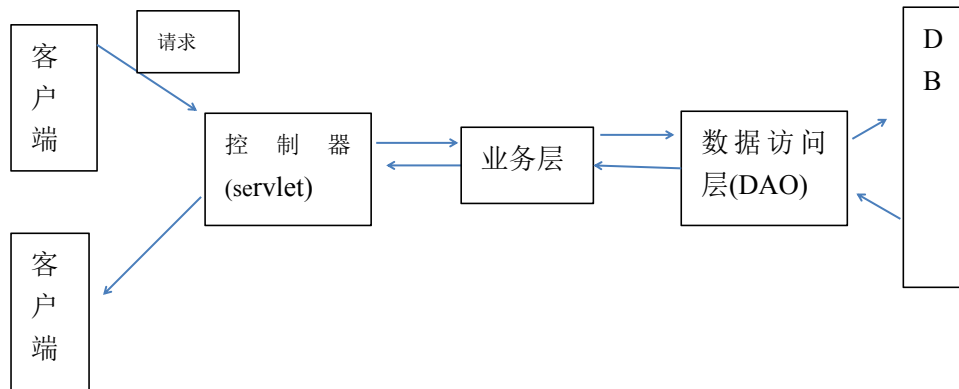 客
户
端
请求
控制器
(servlet)
业务层
数据访问
层(DAO)
D
B
客
户
端